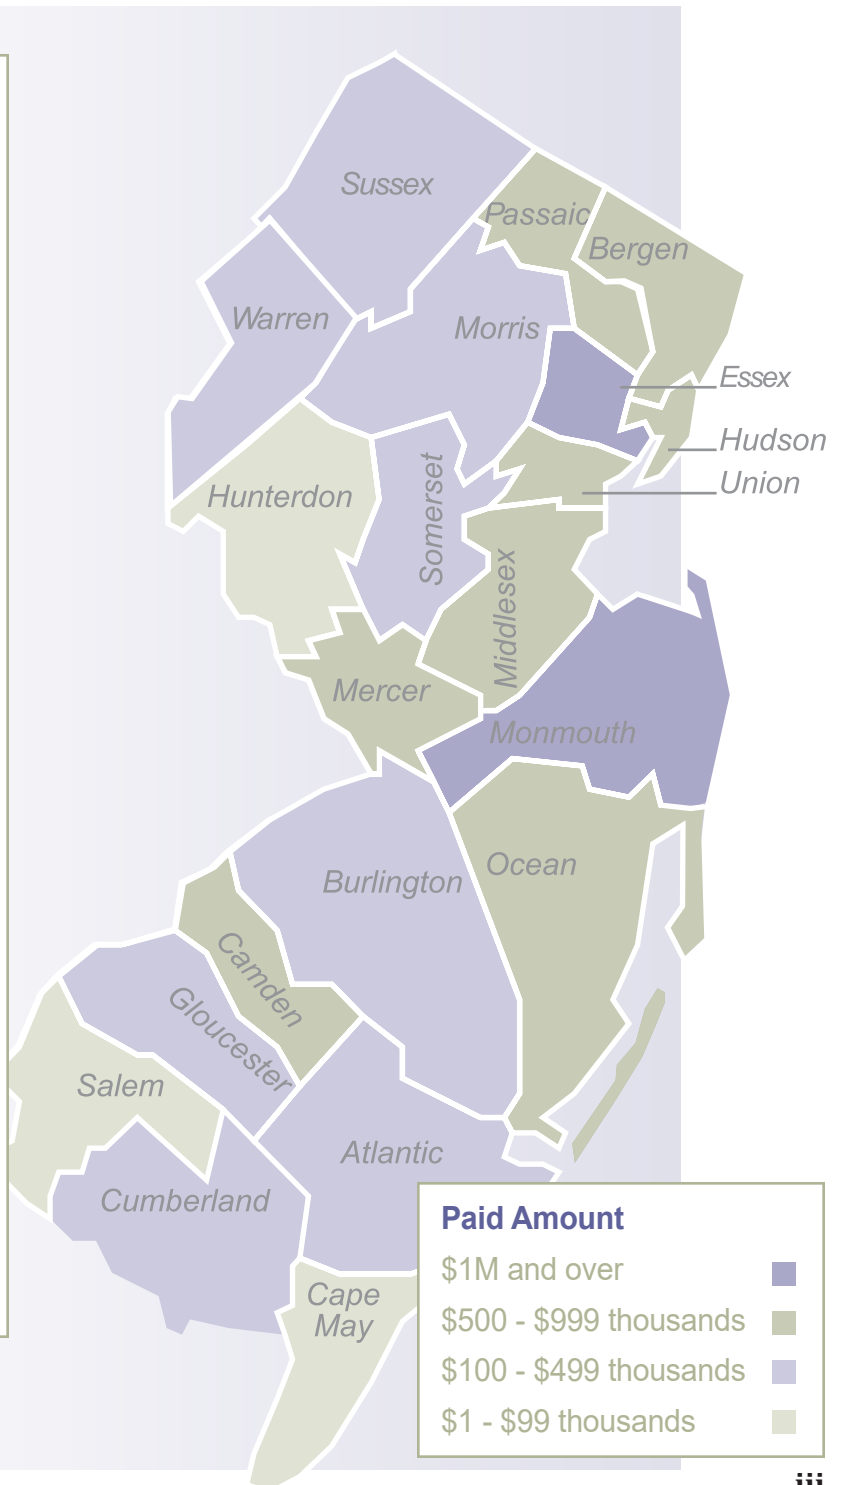 Sussex
Passaic
Bergen
Warren
Morris
Essex
Hudson
Union
Hunterdon
Somerset
Middlesex
Mercer
Monmouth
Ocean
Burlington
Camden
Gloucester
Salem
Atlantic
Cumberland
Cape
May
Paid Amount
$1M and over
$500 - $999 thousands
$100 - $499 thousands
$1 - $99 thousands
iii